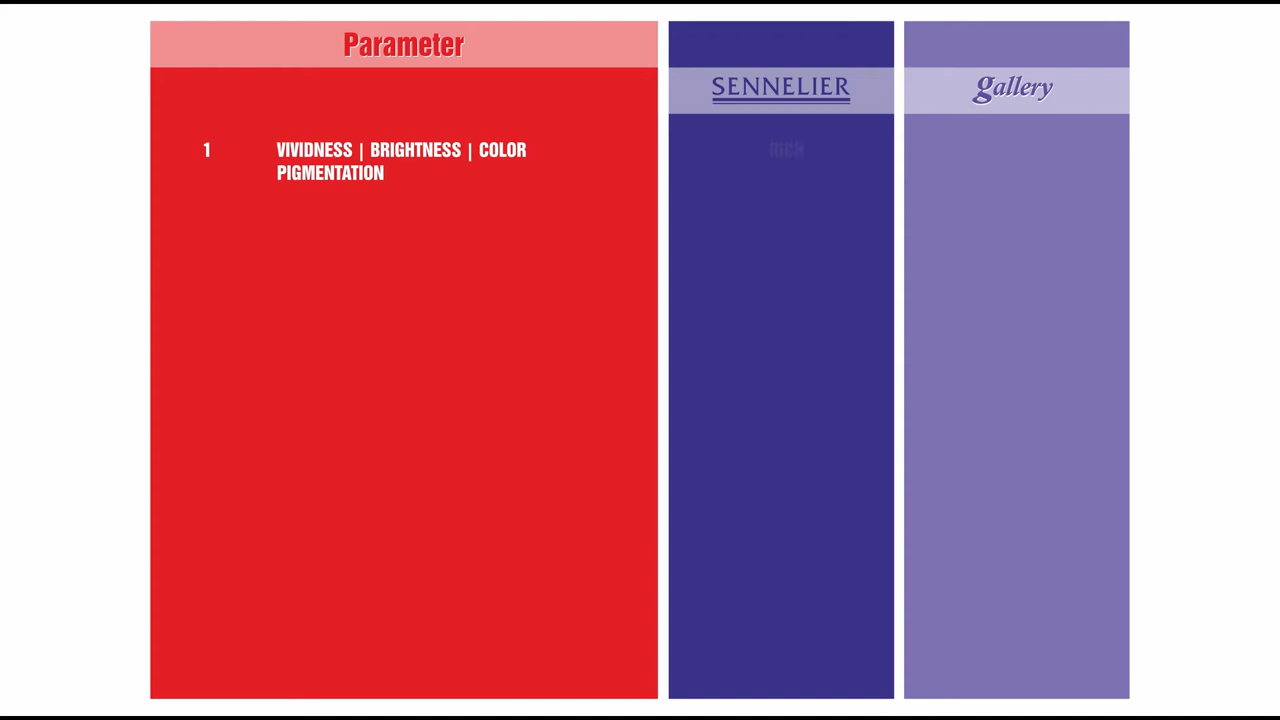 Parameter
SENNELIER
gallery
1 VIVIDNESS | BRIGHTNESS | COLOR
PIGMENTATION